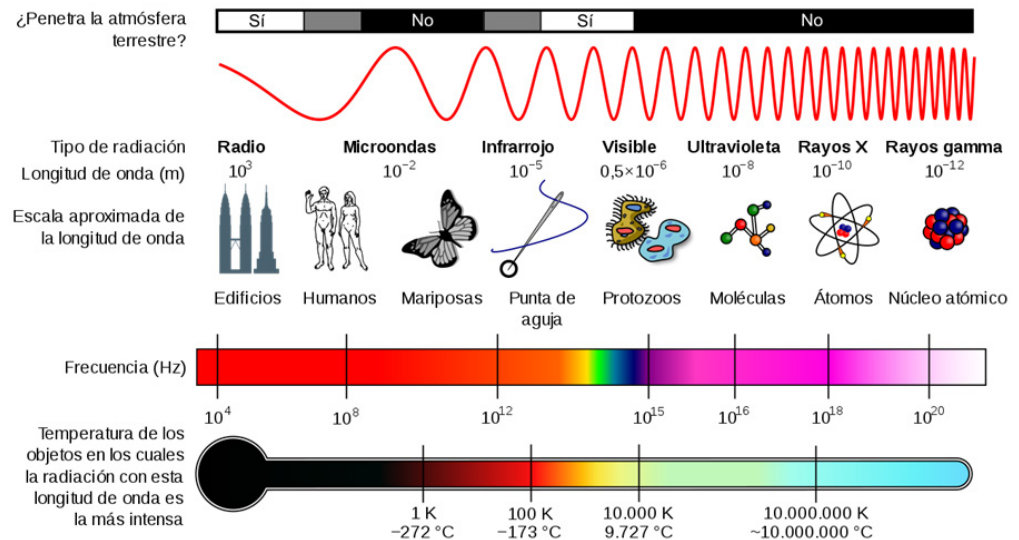 ¿Penetra la atmósfera
terrestre?
Sí No Sí No
Tipo de radiación Radio Microondas Infrarrojo Visible Ultravioleta Rayos X Rayos gamma
Longitud de onda (m) 10³ 10⁻² 10⁻⁵ 0,5×10⁻⁶ 10⁻⁸ 10⁻¹⁰ 10⁻¹²
Escala aproximada de
la longitud de onda
Edificios Humanos Mariposas Punta de Protozoos Moléculas Átomos Núcleo atómico
aguja
Frecuencia (Hz)
10⁴ 10⁸ 10¹² 10¹⁵ 10¹⁶ 10¹⁸ 10²⁰
Temperatura de los
objetos en los cuales
la radiación con esta
longitud de onda es
la más intensa
1 K 100 K 10.000 K 10.000.000 K
−272 °C −173 °C 9.727 °C ~10.000.000 °C